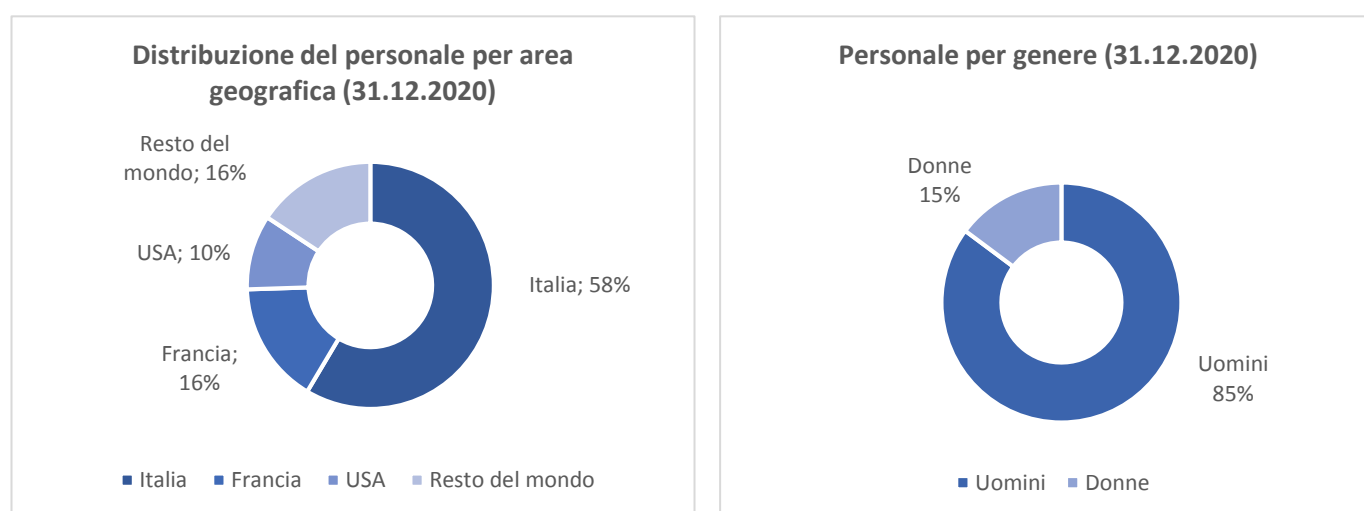 Distribuzione del personale per area
geografica (31.12.2020)
Resto del
mondo; 16%
USA; 10%
Italia; 58%
Francia;
16%
Italia Francia USA Resto del mondo
Personale per genere (31.12.2020)
Donne
15%
Uomini
85%
Uomini Donne